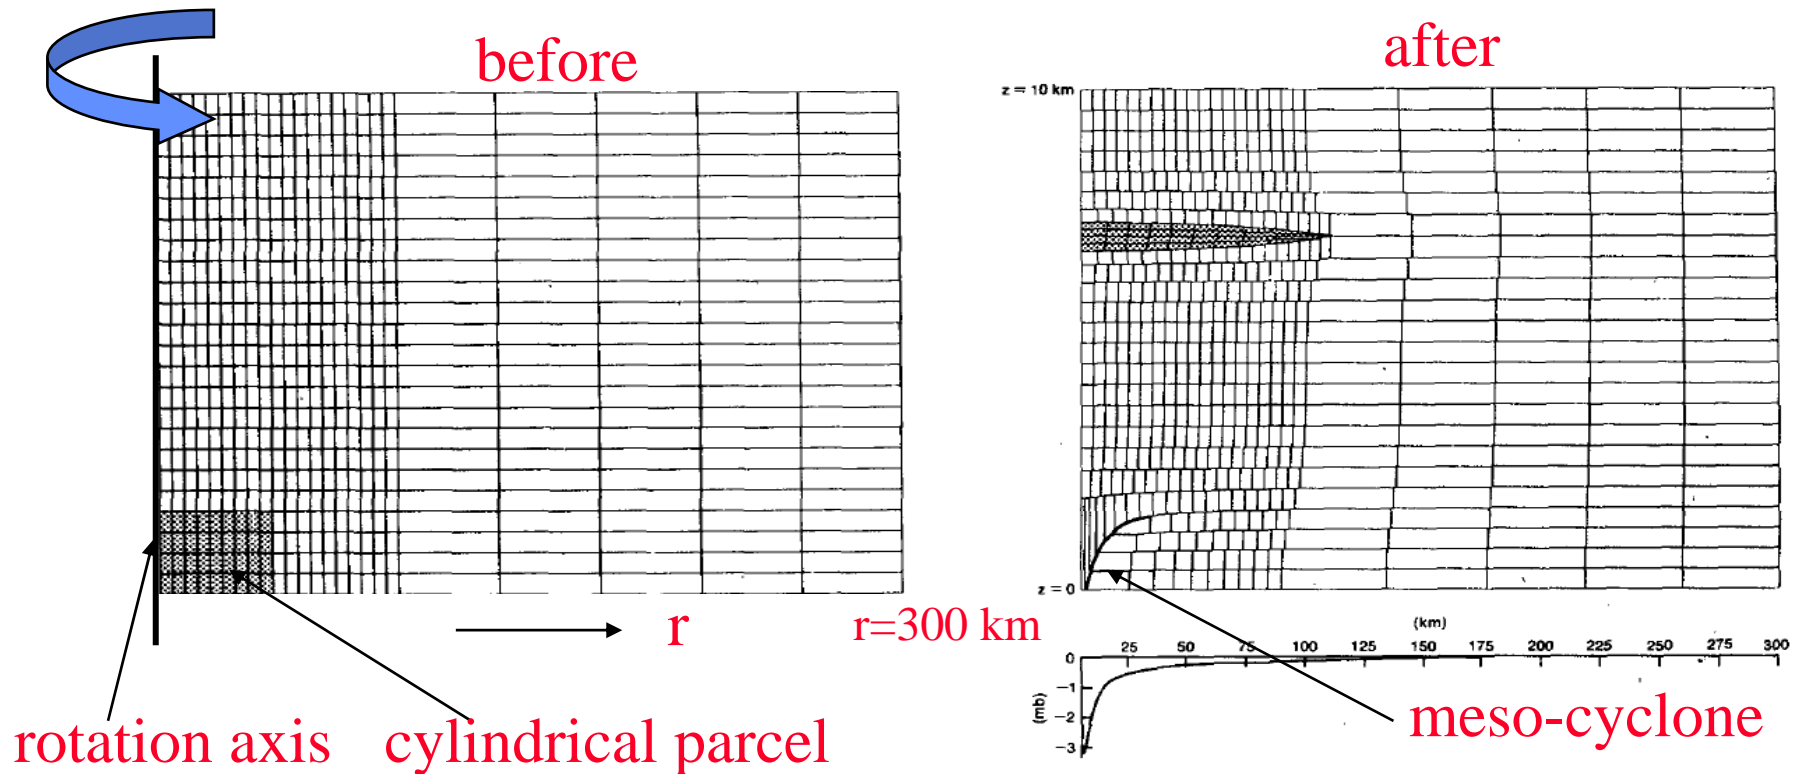 before
after
z = 10 km
z = 0
r
r=300 km
(km)
25 50 75 100 125 150 175 200 225 250 275 300
0
−1
−2
−3
(mb)
rotation axis
cylindrical parcel
meso-cyclone